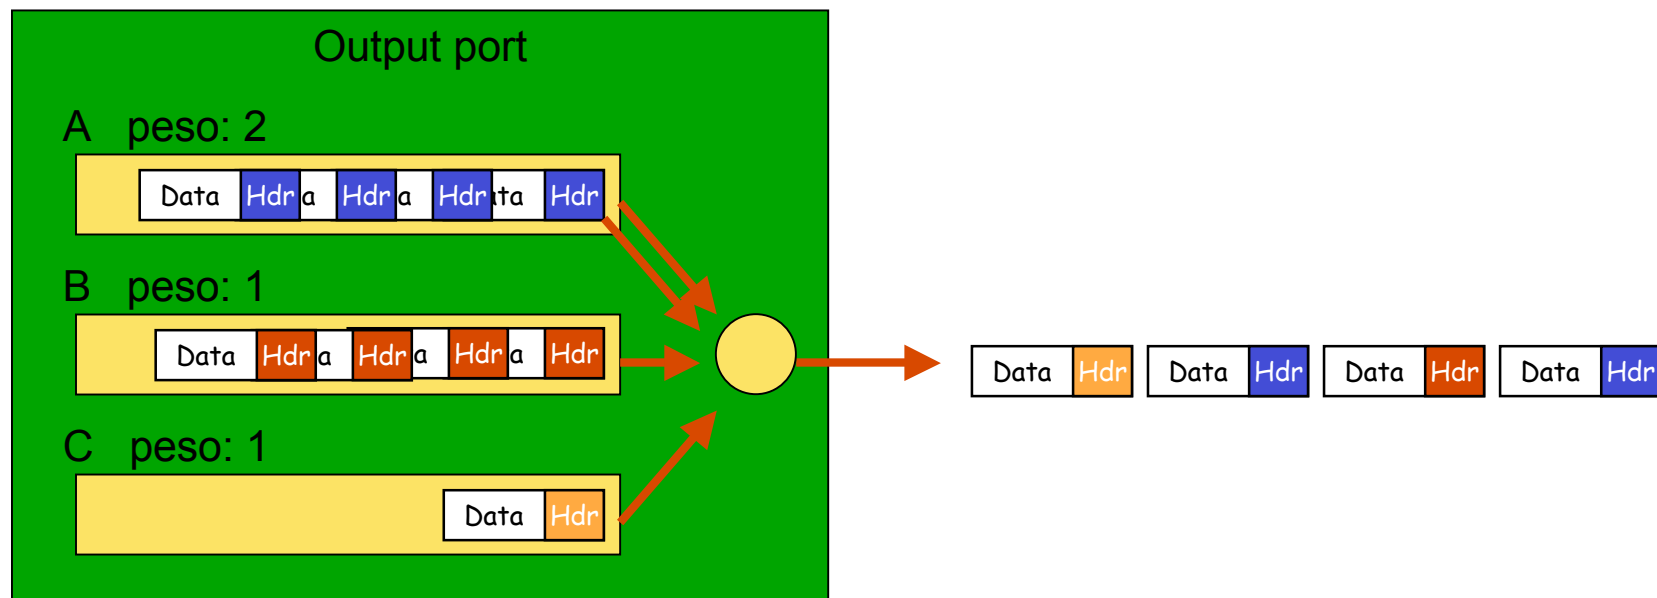 Output port
A peso: 2
Data Hdr a Hdr a Hdr ata Hdr
B peso: 1
Data Hdr a Hdr a Hdr a Hdr
Data Hdr Data Hdr Data Hdr Data Hdr
C peso: 1
Data Hdr